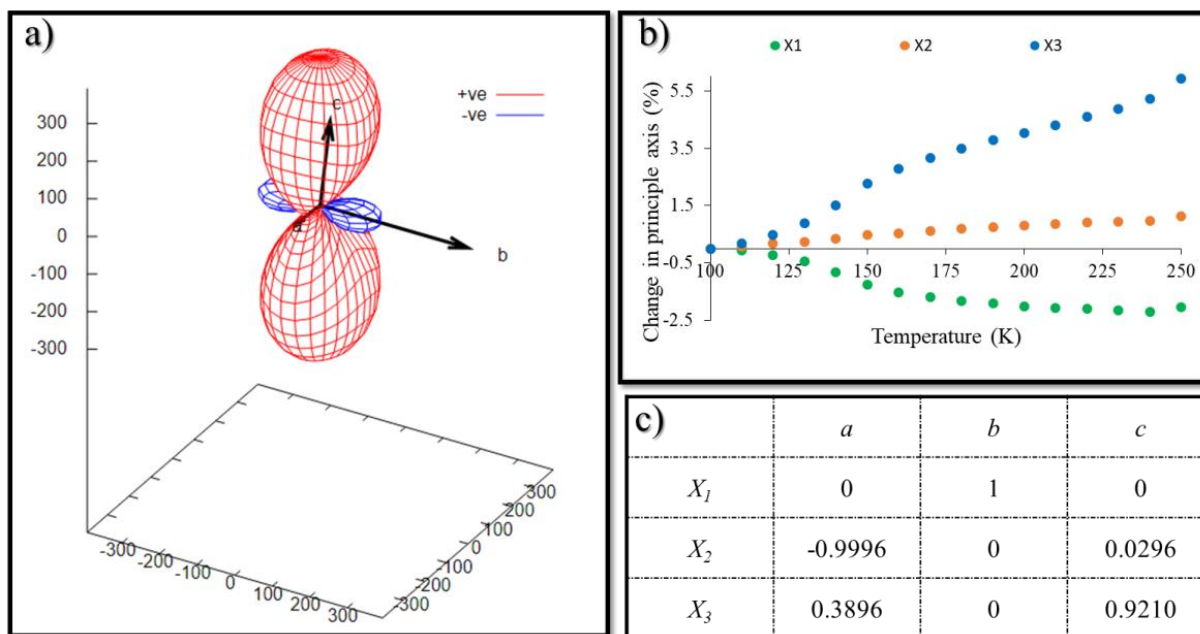 a)
+ve
-ve
c
a
b
300
200
100
0
-100
-200
-300
-300
-200
-100
0
100
200
300
-300
-200
-100
0
100
200
300
b)
X1 X2 X3
Change in principle axis (%)
5.5
3.5
1.5
-0.5
-2.5
100 125 150 175 200 225 250
Temperature (K)
c)
a b c
X1 0 1 0
X2 -0.9996 0 0.0296
X3 0.3896 0 0.9210